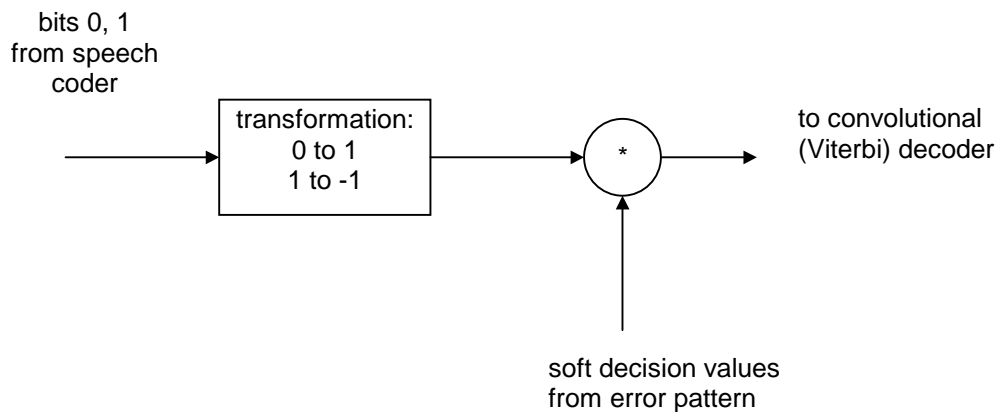 bits 0, 1
from speech
coder
transformation:
0 to 1
1 to -1
*
to convolutional
(Viterbi) decoder
soft decision values
from error pattern